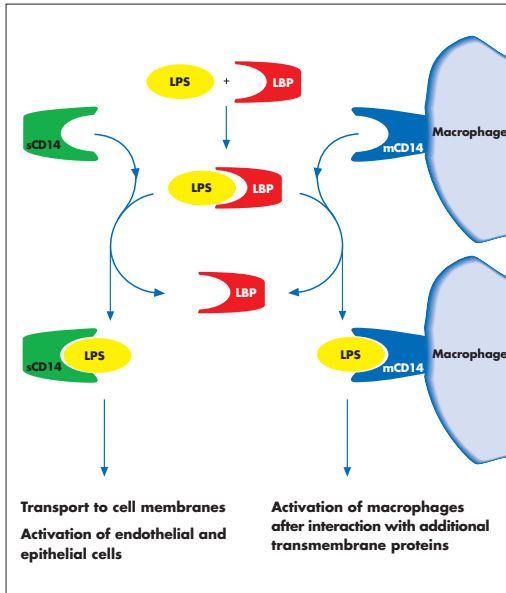 LPS + LBP
sCD14
mCD14
Macrophage
LPS LBP
LBP
sCD14 LPS
LPS mCD14
Macrophage
Transport to cell membranes
Activation of endothelial and
epithelial cells
Activation of macrophages
after interaction with additional
transmembrane proteins